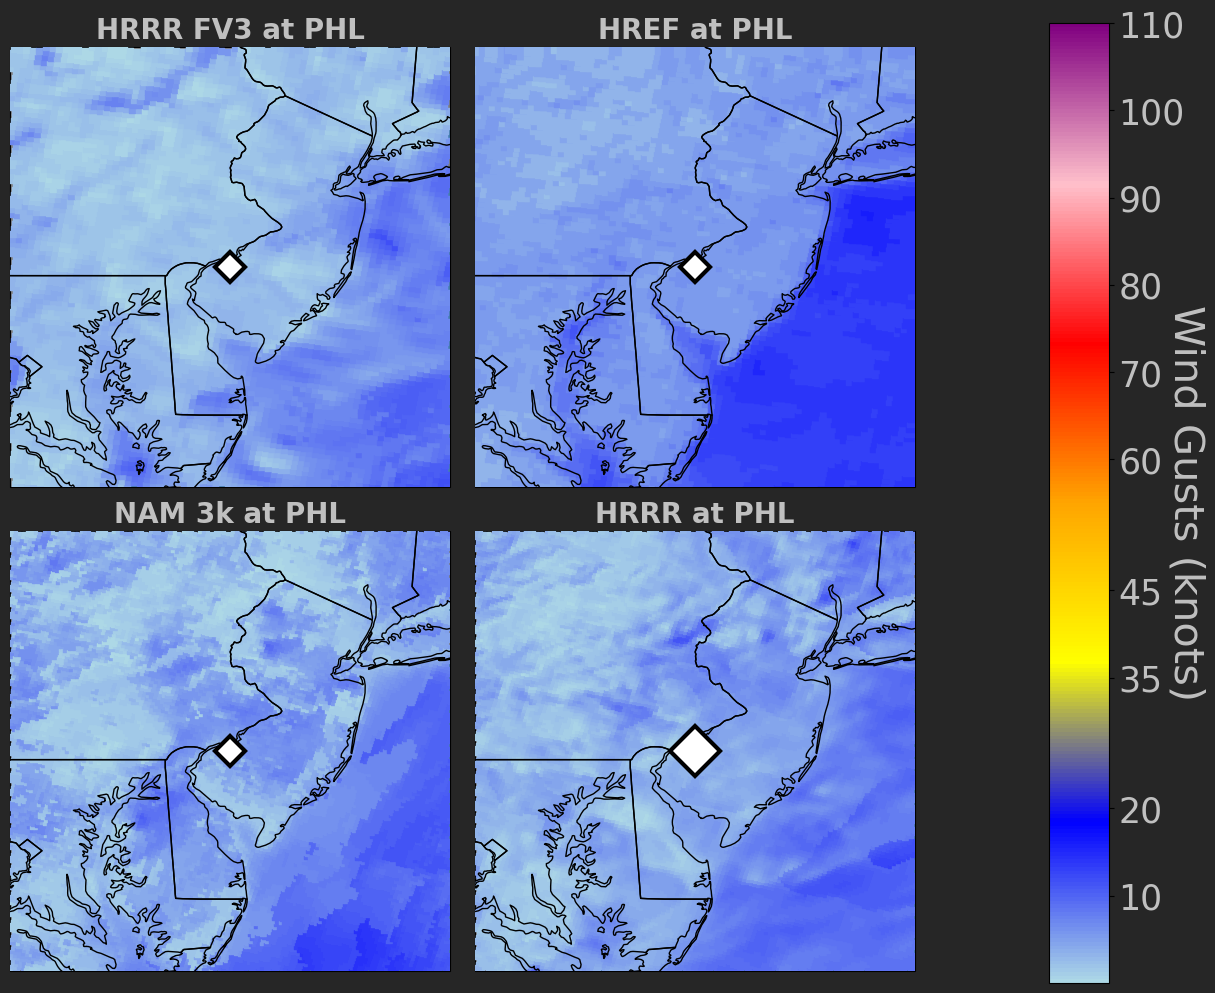 HRRR FV3 at PHL
HREF at PHL
NAM 3k at PHL
HRRR at PHL
110
100
90
80
70
60
45
35
20
10
Wind Gusts (knots)